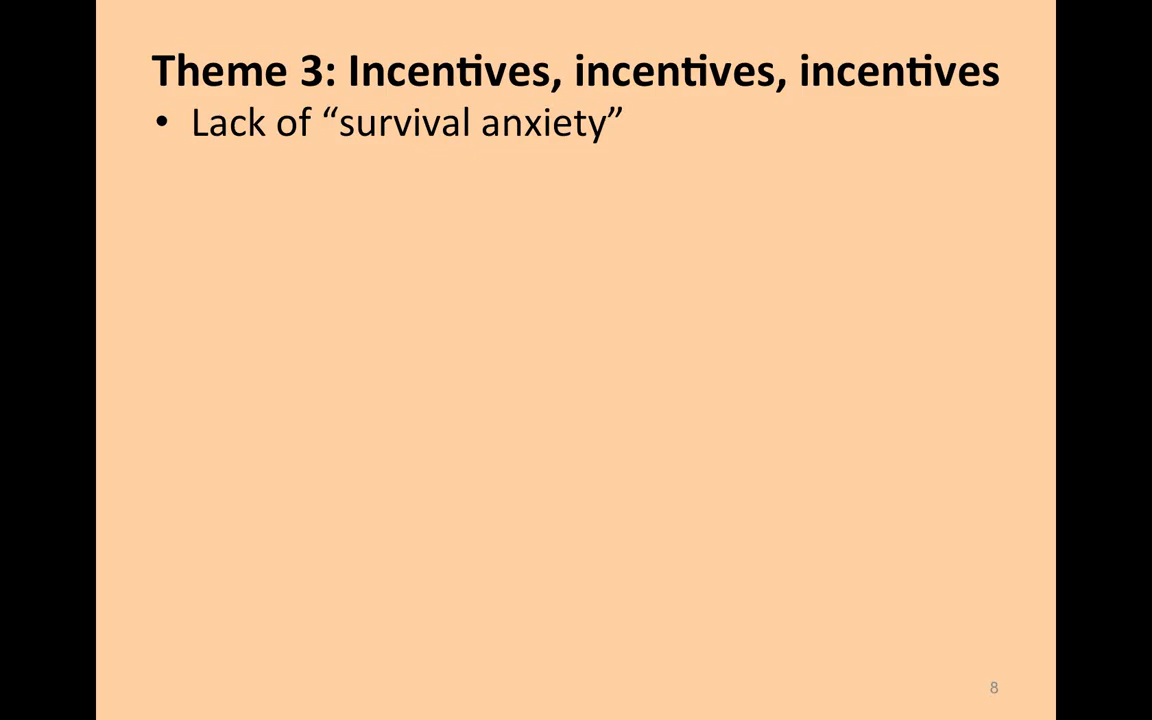 Theme 3: Incentives, incentives, incentives
• Lack of “survival anxiety”
8